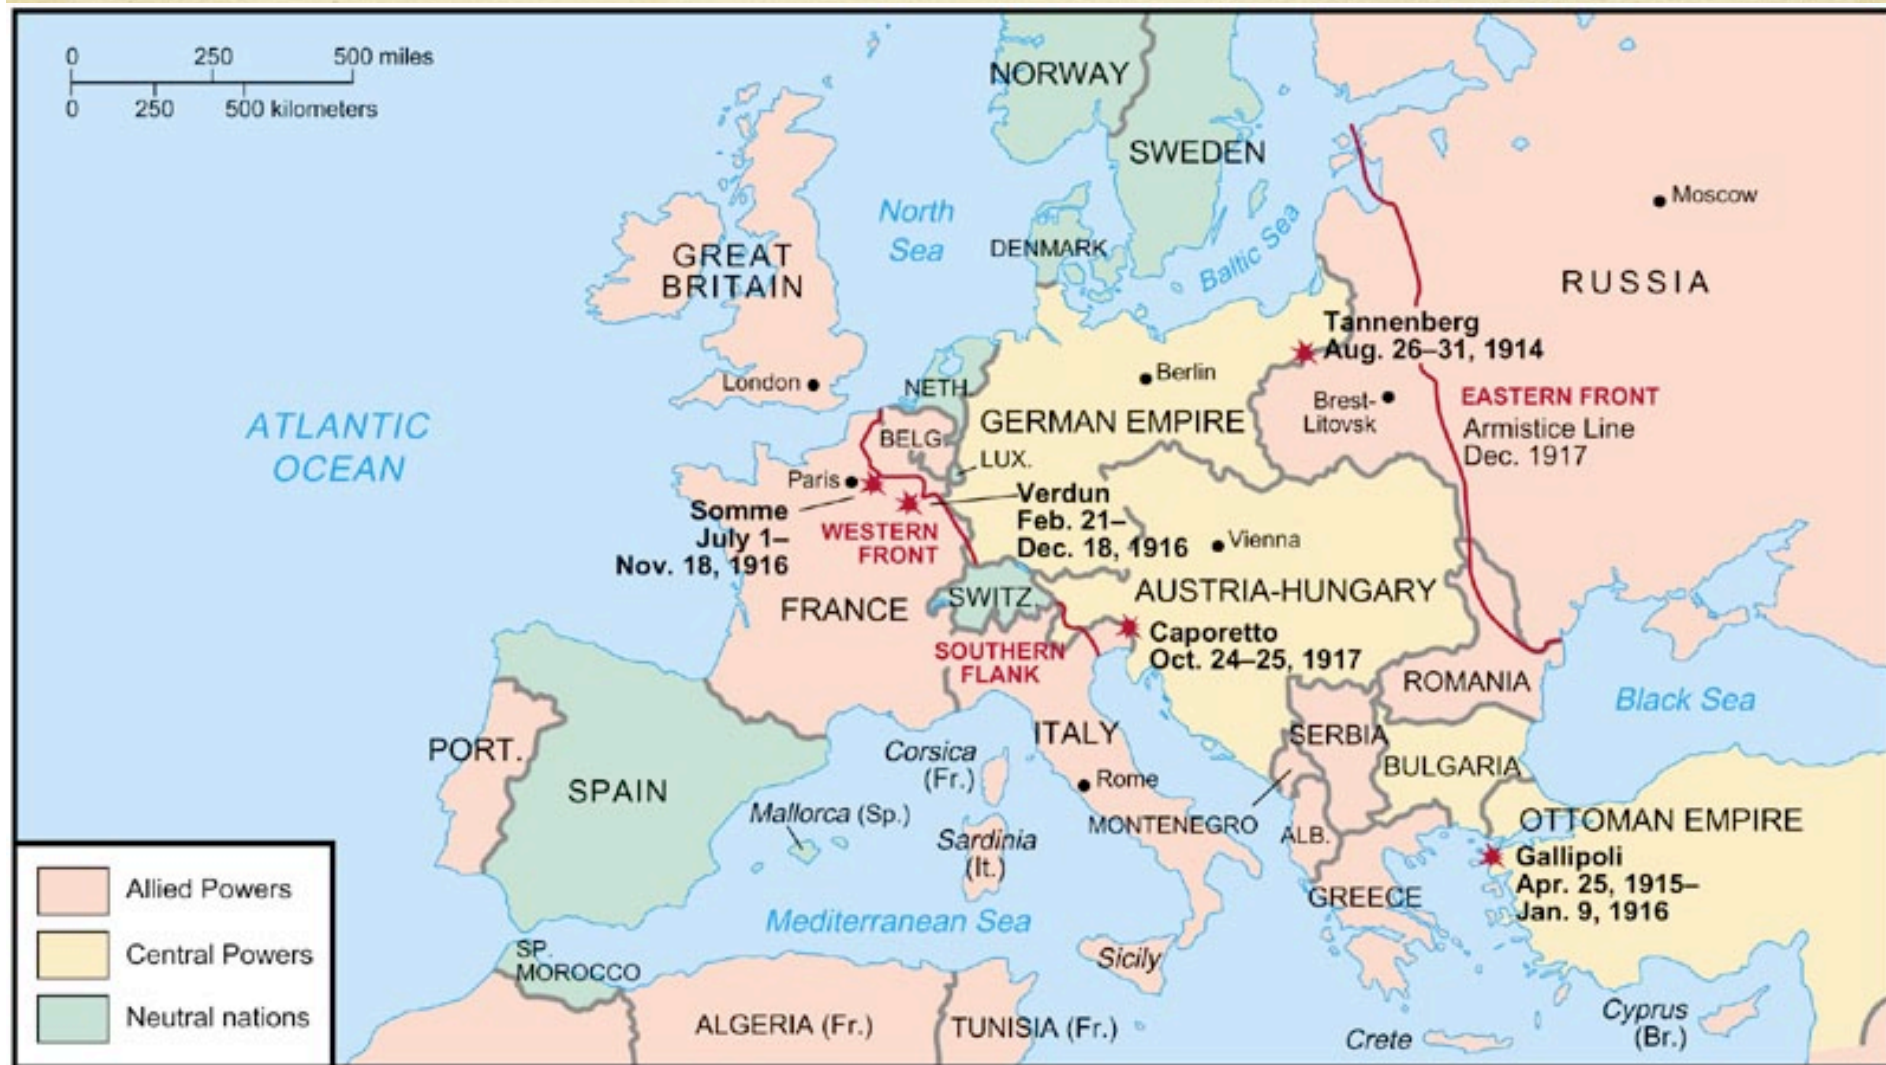 0 250 500 miles
0 250 500 kilometers
NORWAY
SWEDEN
Moscow
North
Sea
DENMARK
Baltic Sea
GREAT
BRITAIN
RUSSIA
Tannenberg
Aug. 26–31, 1914
London
NETH.
Berlin
Brest-
Litovsk
EASTERN FRONT
Armistice Line
Dec. 1917
ATLANTIC
OCEAN
BELG.
GERMAN EMPIRE
LUX.
Paris
Somme
July 1–
Nov. 18, 1916
WESTERN
FRONT
Verdun
Feb. 21–
Dec. 18, 1916
Vienna
FRANCE
SWITZ.
AUSTRIA-HUNGARY
SOUTHERN
FLANK
Caporetto
Oct. 24–25, 1917
ROMANIA
Black Sea
PORT.
SPAIN
Corsica
(Fr.)
ITALY
SERBIA
BULGARIA
Rome
Mallorca (Sp.)
Sardinia
(It.)
MONTENEGRO
ALB.
OTTOMAN EMPIRE
Gallipoli
Apr. 25, 1915–
Jan. 9, 1916
GREECE
Mediterranean Sea
Sicily
SP.
MOROCCO
ALGERIA (Fr.)
TUNISIA (Fr.)
Crete
Cyprus
(Br.)
Allied Powers
Central Powers
Neutral nations